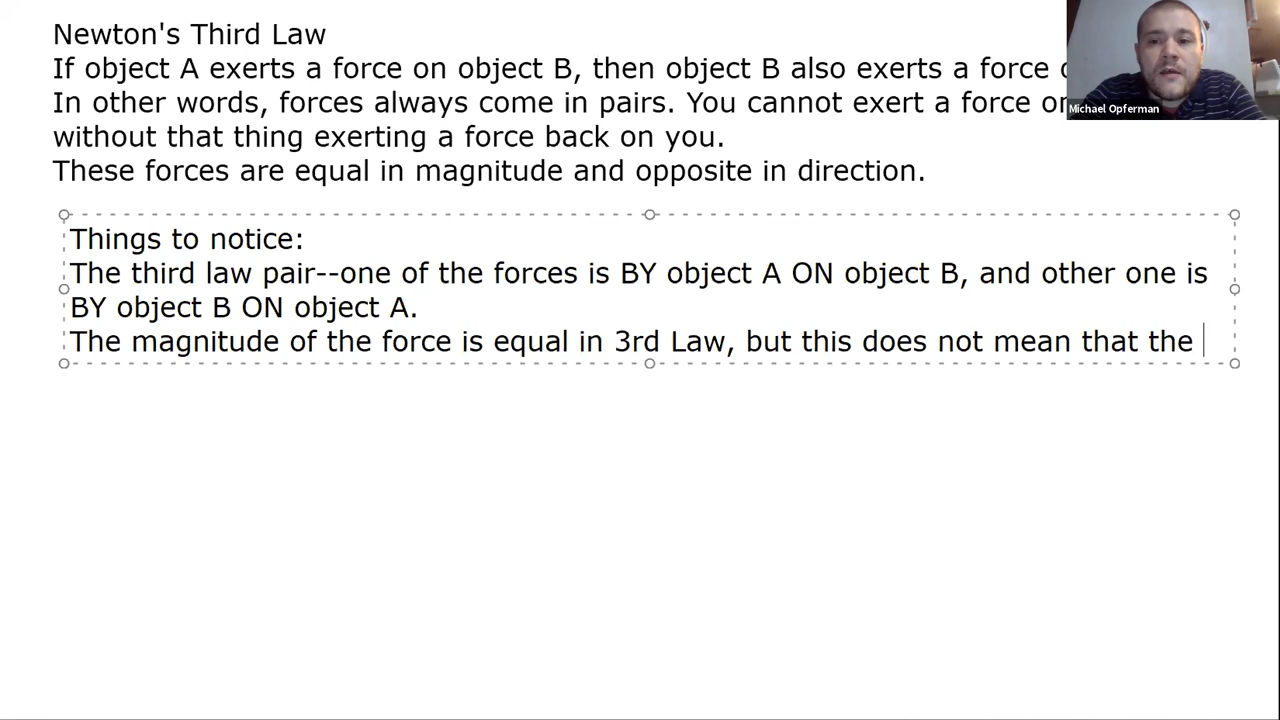 Newton's Third Law
If object A exerts a force on object B, then object B also exerts a force
In other words, forces always come in pairs. You cannot exert a force on
without that thing exerting a force back on you.
These forces are equal in magnitude and opposite in direction.
Michael Opferman
Things to notice:
The third law pair--one of the forces is BY object A ON object B, and other one is
BY object B ON object A.
The magnitude of the force is equal in 3rd Law, but this does not mean that the